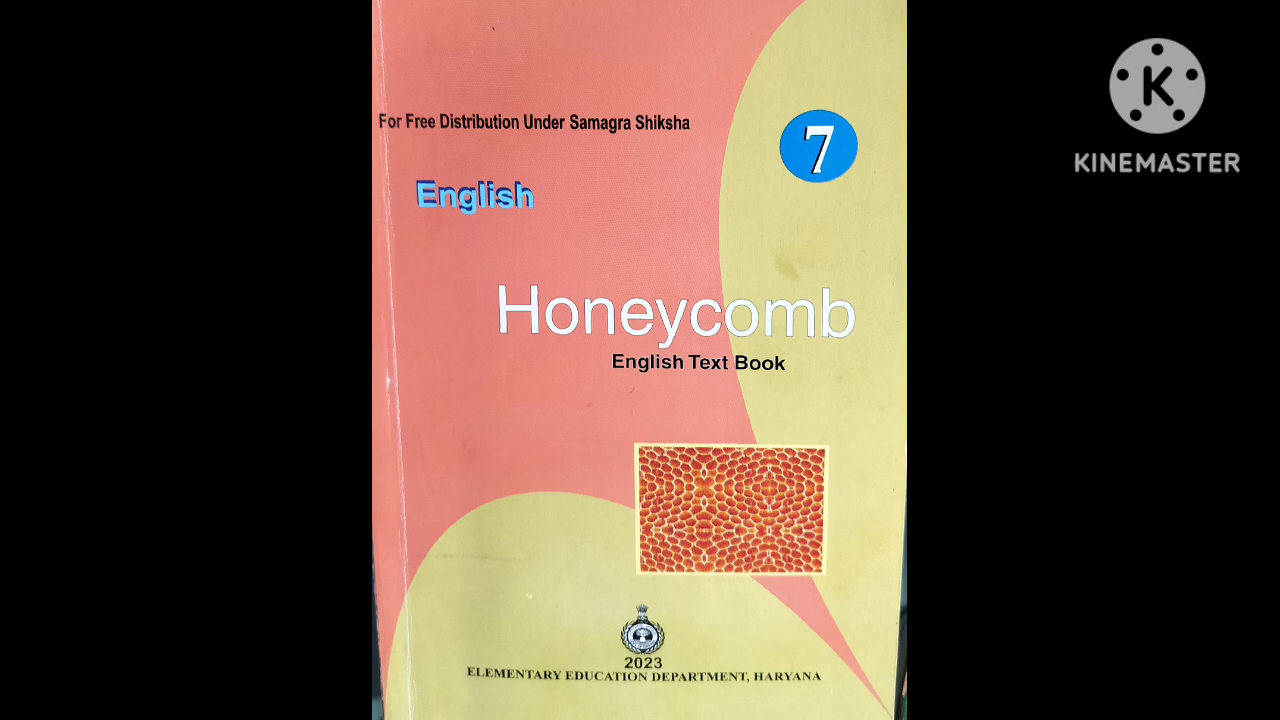 For Free Distribution Under Samagra Shiksha
7
English
Honeycomb
English Text Book
2023
ELEMENTARY EDUCATION DEPARTMENT, HARYANA
K
KINEMASTER